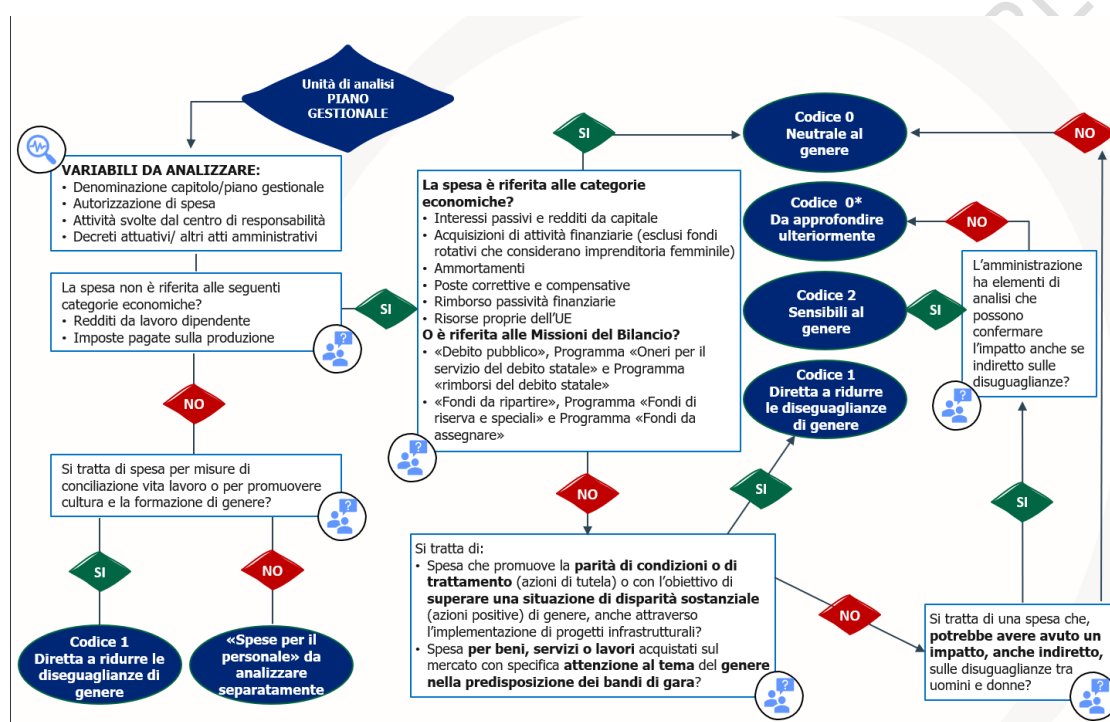 Unità di analisi
PIANO
GESTIONALE
VARIABILI DA ANALIZZARE:
• Denominazione capitolo/piano gestionale
• Autorizzazione di spesa
• Attività svolte dal centro di responsabilità
• Decreti attuativi/ altri atti amministrativi
La spesa non è riferita alle seguenti
categorie economiche?
• Redditi da lavoro dipendente
• Imposte pagate sulla produzione
SI
NO
Si tratta di spesa per misure di
conciliazione vita lavoro o per promuovere
cultura e la formazione di genere?
SI
NO
Codice 1
Diretta a ridurre le
diseguaglianze di
genere
«Spese per il
personale» da
analizzare
separatamente
SI
La spesa è riferita alle categorie
economiche?
• Interessi passivi e redditi da capitale
• Acquisizioni di attività finanziarie (esclusi fondi
rotativi che considerano imprenditoria femminile)
• Ammortamenti
• Poste correttive e compensative
• Rimborso passività finanziarie
• Risorse proprie dell'UE
O è riferita alle Missioni del Bilancio?
• «Debito pubblico», Programma «Oneri per il
servizio del debito statale» e Programma
«rimborsi del debito statale»
• «Fondi da ripartire», Programma «Fondi di
riserva e speciali» e Programma «Fondi da
assegnare»
NO
Si tratta di:
• Spesa che promuove la parità di condizioni o di
trattamento (azioni di tutela) o con l'obiettivo di
superare una situazione di disparità sostanziale
(azioni positive) di genere, anche attraverso
l'implementazione di progetti infrastrutturali?
• Spesa per beni, servizi o lavori acquistati sul
mercato con specifica attenzione al tema del genere
nella predisposizione dei bandi di gara?
SI
NO
Codice 0
Neutrale al
genere
Codice 0*
Da approfondire
ulteriormente
Codice 2
Sensibili al
genere
Codice 1
Diretta a ridurre
le diseguaglianze
di genere
NO
NO
SI
L'amministrazione
ha elementi di
analisi che
possono
confermare
l'impatto anche se
indiretto sulle
disuguaglianze?
SI
Si tratta di una spesa che,
potrebbe avere avuto un
impatto, anche indiretto,
sulle disuguaglianze tra
uomini e donne?